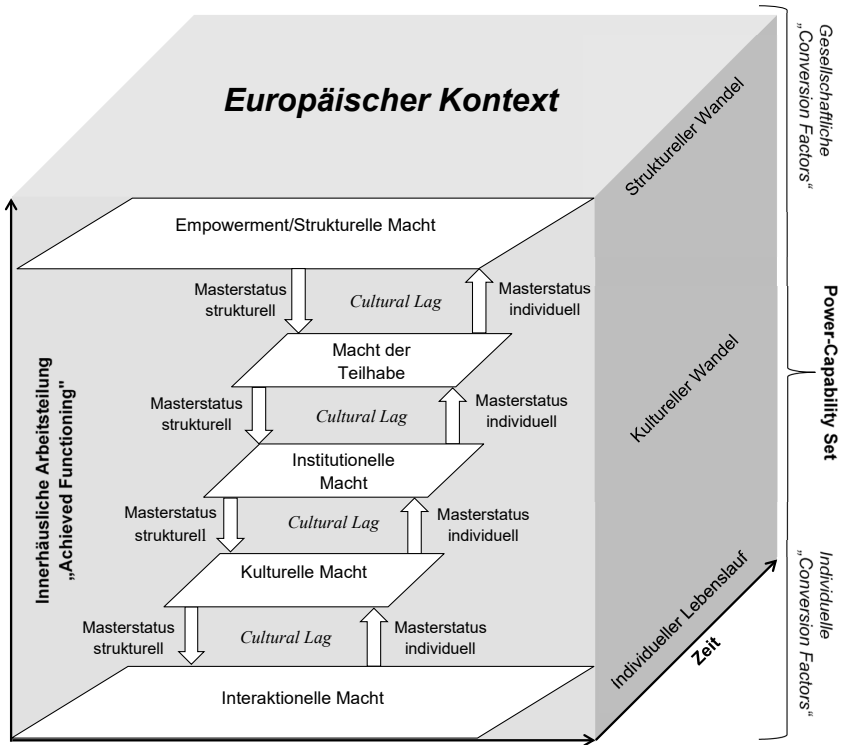 Europäischer Kontext
Empowerment/Strukturelle Macht
Masterstatus
strukturell
Cultural Lag
Masterstatus
individuell
Macht der
Teilhabe
Masterstatus
strukturell
Cultural Lag
Masterstatus
individuell
Institutionelle
Macht
Masterstatus
strukturell
Cultural Lag
Masterstatus
individuell
Kulturelle Macht
Masterstatus
strukturell
Cultural Lag
Masterstatus
individuell
Interaktionelle Macht
Innerhäusliche Arbeitsteilung
„Achieved Functioning"
Struktureller Wandel
Kultureller Wandel
Individueller Lebenslauf
Zeit
Gesellschaftliche
„Conversion Factors“
Power-Capability Set
Individuelle
„Conversion Factors“